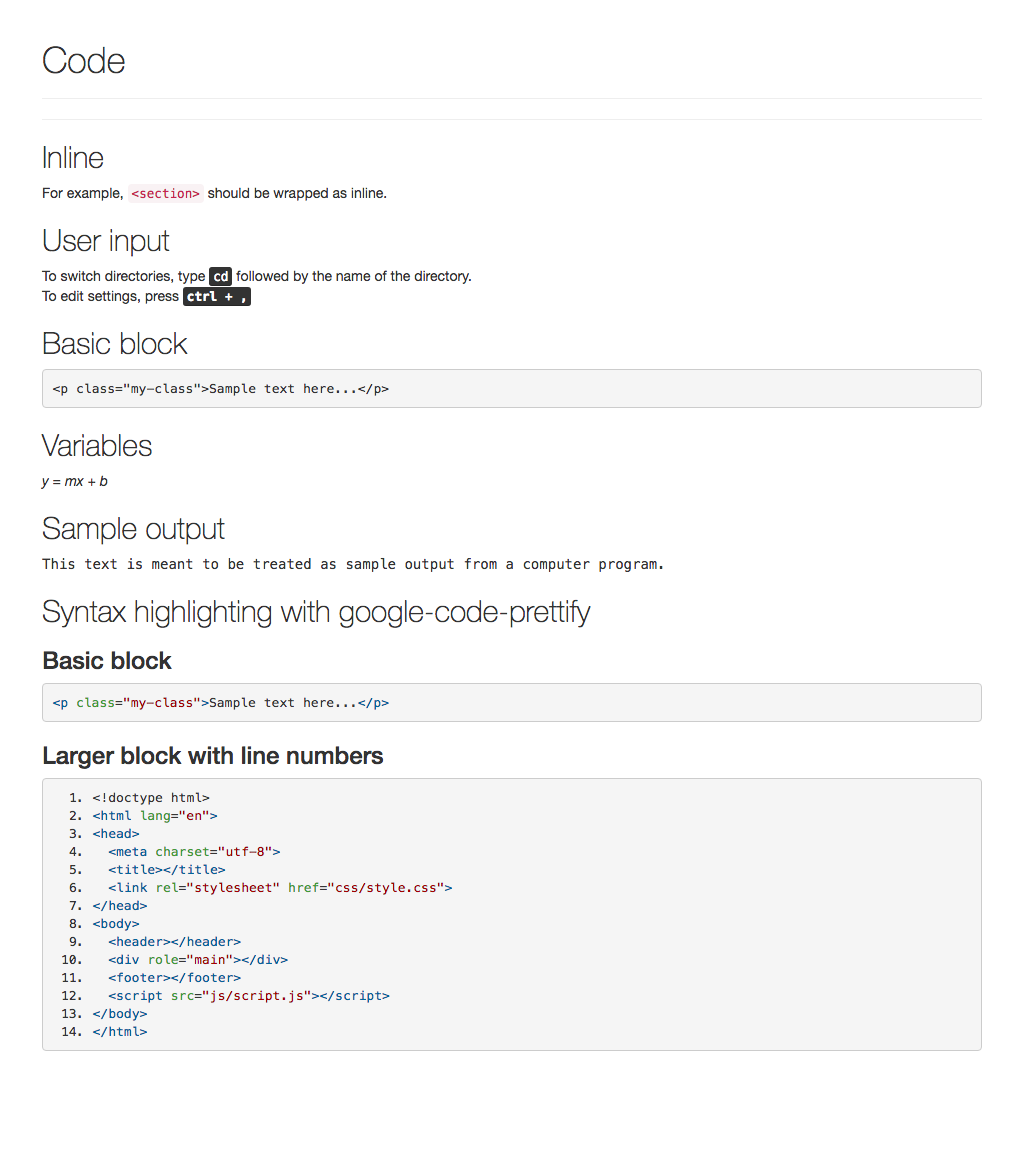 Code
Inline
For example, <section> should be wrapped as inline.
User input
To switch directories, type cd followed by the name of the directory.
To edit settings, press ctrl + ,
Basic block
<p class="my-class">Sample text here...</p>
Variables
y = mx + b
Sample output
This text is meant to be treated as sample output from a computer program.
Syntax highlighting with google-code-prettify
Basic block
<p class="my-class">Sample text here...</p>
Larger block with line numbers
1. <!doctype html>
2. <html lang="en">
3. <head>
4.   <meta charset="utf-8">
5.   <title></title>
6.   <link rel="stylesheet" href="css/style.css">
7. </head>
8. <body>
9.   <header></header>
10.   <div role="main"></div>
11.   <footer></footer>
12.   <script src="js/script.js"></script>
13. </body>
14. </html>